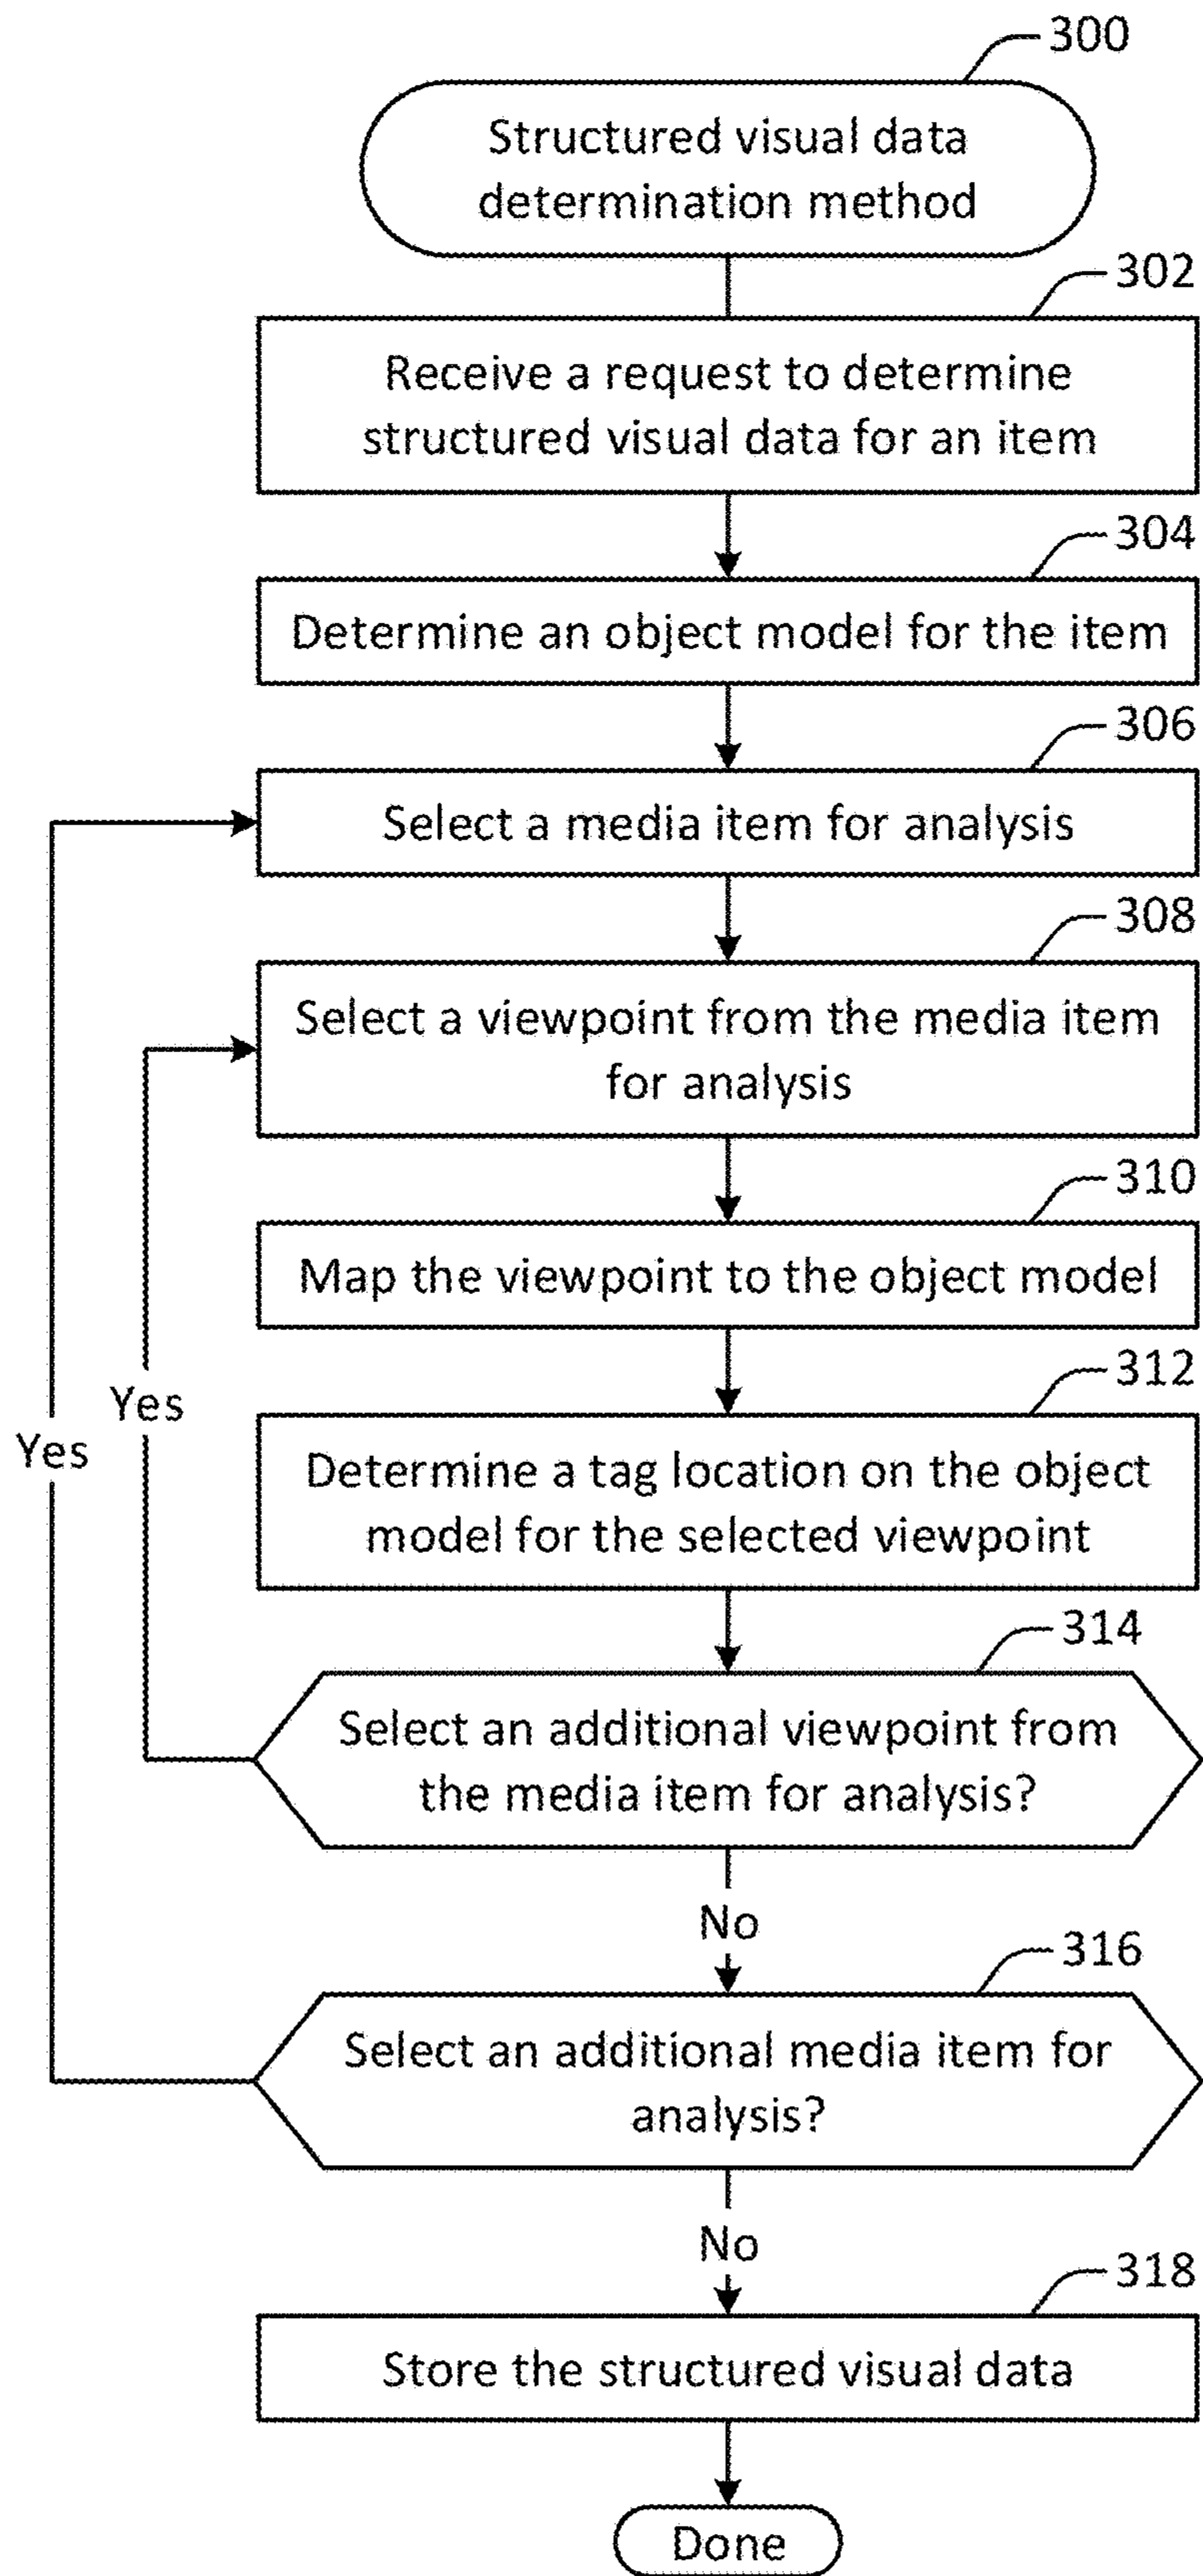 300
Structured visual data
determination method
302
Receive a request to determine
structured visual data for an item
304
Determine an object model for the item
306
Select a media item for analysis
308
Select a viewpoint from the media item
for analysis
310
Map the viewpoint to the object model
312
Yes
Yes
Determine a tag location on the object
model for the selected viewpoint
314
Select an additional viewpoint from
the media item for analysis?
No
316
Select an additional media item for
analysis?
No
318
Store the structured visual data
Done